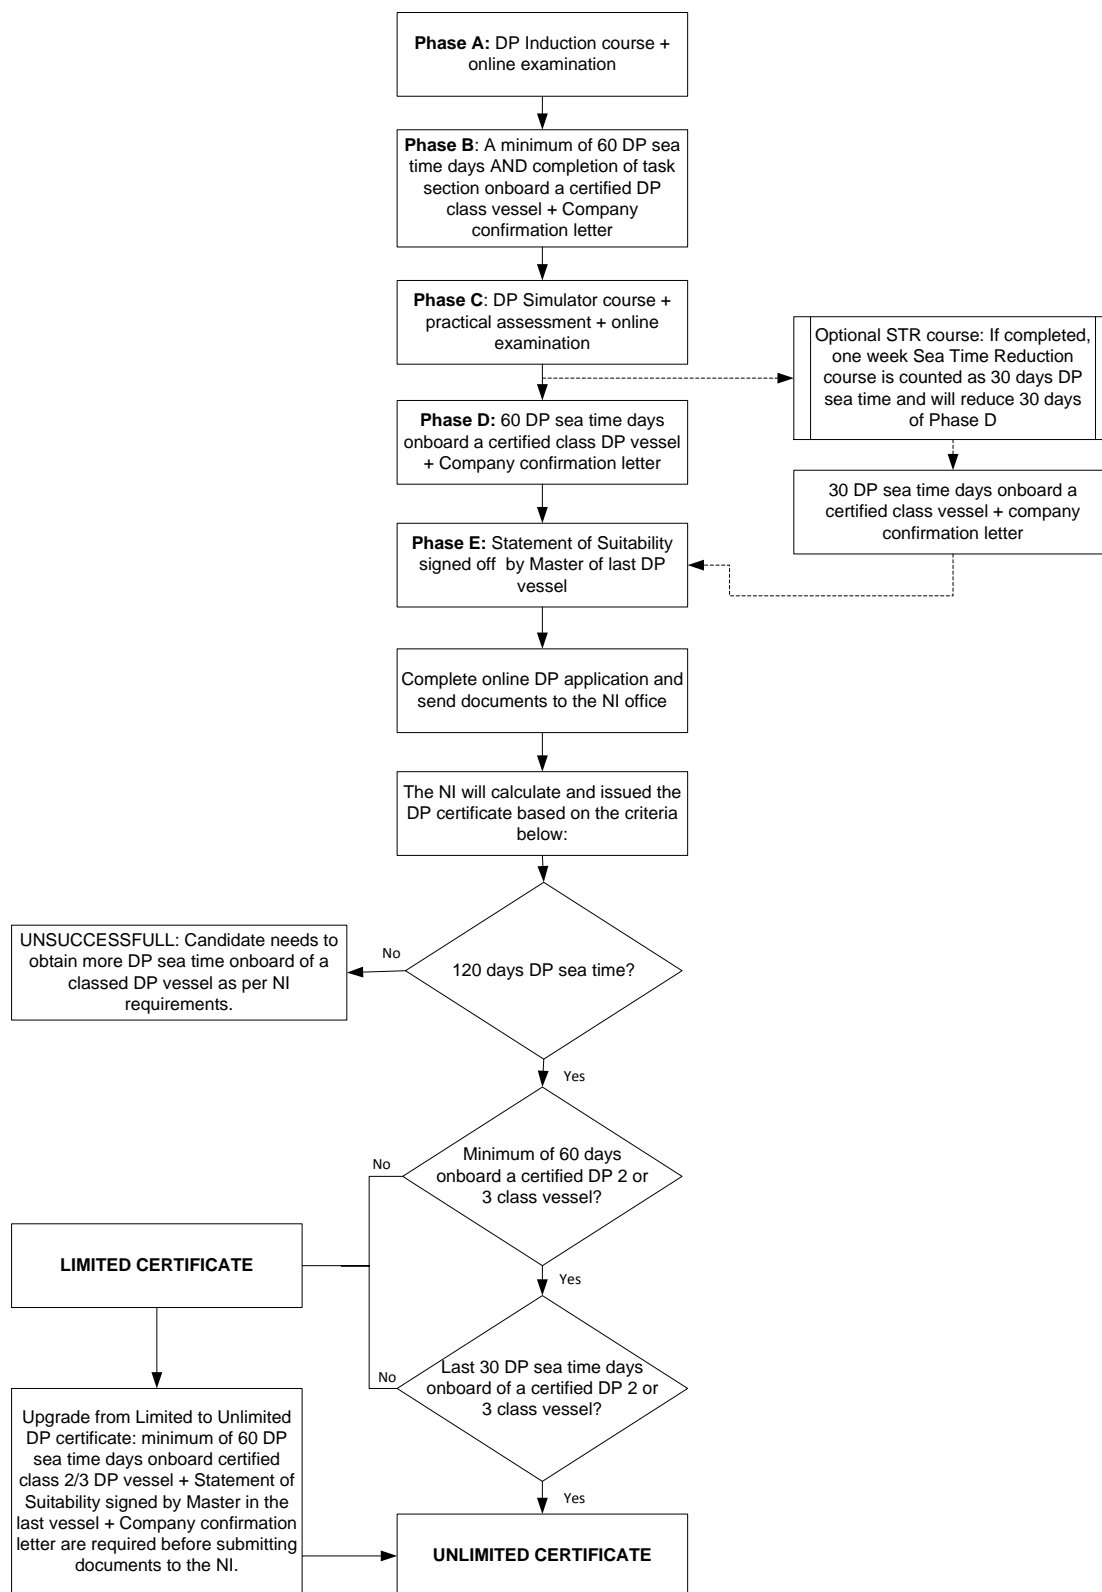 Phase A: DP Induction course +
online examination
Phase B: A minimum of 60 DP sea
time days AND completion of task
section onboard a certified DP
class vessel + Company
confirmation letter
Phase C: DP Simulator course +
practical assessment + online
examination
Optional STR course: If completed,
one week Sea Time Reduction
course is counted as 30 days DP
sea time and will reduce 30 days
of Phase D
Phase D: 60 DP sea time days
onboard a certified class DP vessel
+ Company confirmation letter
30 DP sea time days onboard a
certified class vessel + company
confirmation letter
Phase E: Statement of Suitability
signed off by Master of last DP
vessel
Complete online DP application and
send documents to the NI office
The NI will calculate and issued the
DP certificate based on the criteria
below:
120 days DP sea time?
No
UNSUCCESSFULL: Candidate needs to
obtain more DP sea time onboard of a
classed DP vessel as per NI
requirements.
Yes
Minimum of 60 days
onboard a certified DP 2 or
3 class vessel?
No
LIMITED CERTIFICATE
Yes
Last 30 DP sea time days
onboard of a certified DP 2 or
3 class vessel?
No
Upgrade from Limited to Unlimited
DP certificate: minimum of 60 DP
sea time days onboard certified
class 2/3 DP vessel + Statement of
Suitability signed by Master in the
last vessel + Company confirmation
letter are required before submitting
documents to the NI.
Yes
UNLIMITED CERTIFICATE